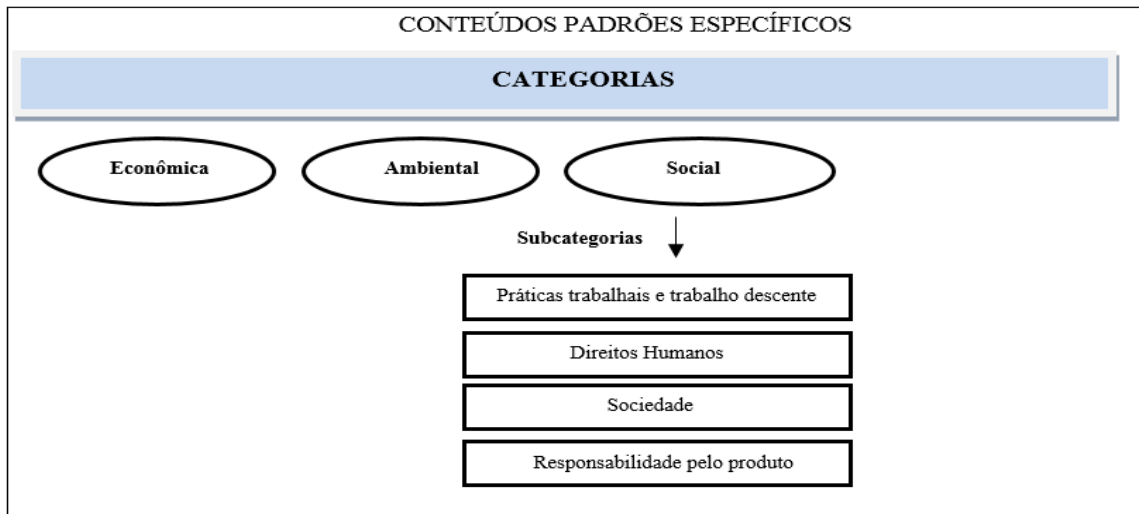 CONTEÚDOS PADRÕES ESPECÍFICOS
CATEGORIAS
Econômica
Ambiental
Social
Subcategorias
Práticas trabalhais e trabalho descente
Direitos Humanos
Sociedade
Responsabilidade pelo produto